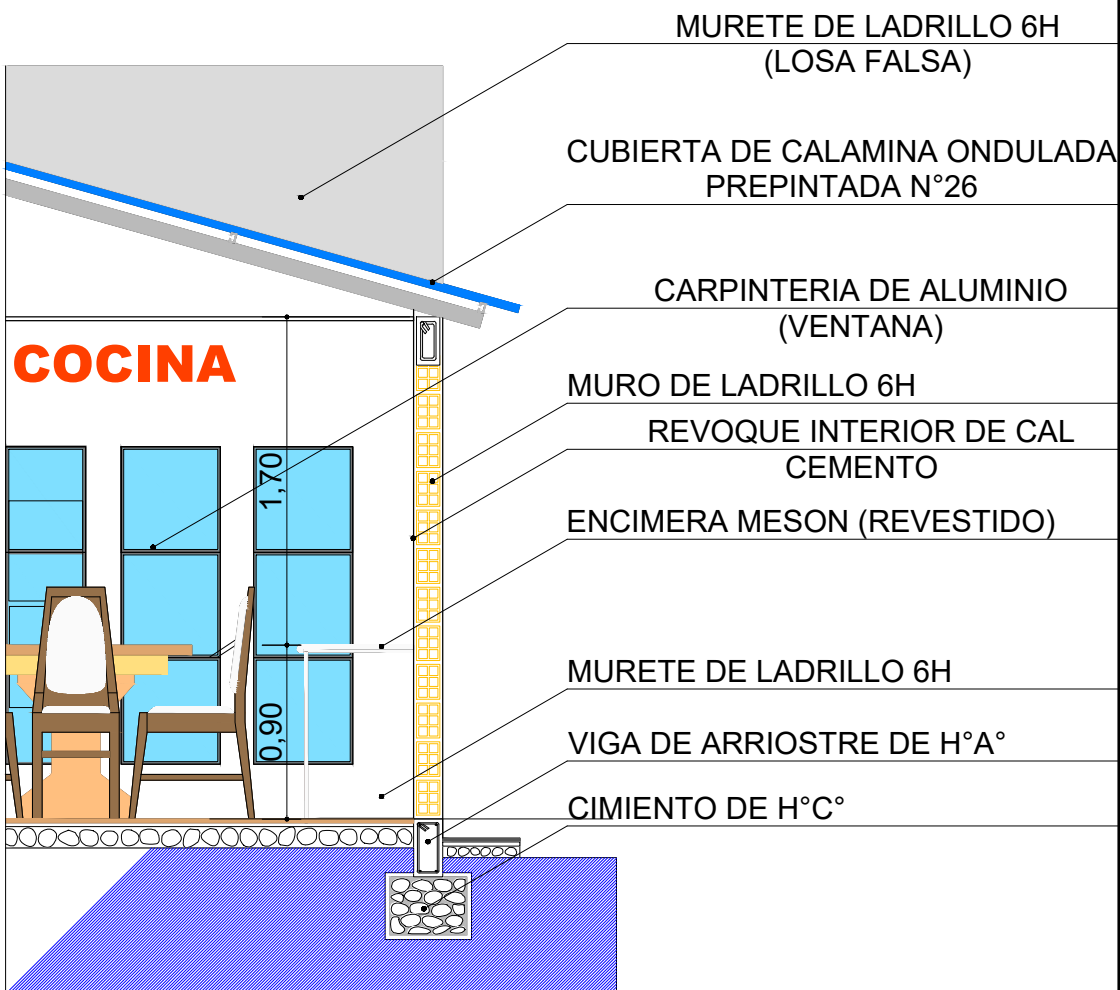 MURETE DE LADRILLO 6H
(LOSA FALSA)
CUBIERTA DE CALAMINA ONDULADA
PREPINTADA N°26
CARPINTERIA DE ALUMINIO
(VENTANA)
COCINA
MURO DE LADRILLO 6H
REVOQUE INTERIOR DE CAL
CEMENTO
1,70
ENCIMERA MESON (REVESTIDO)
MURETE DE LADRILLO 6H
0,90
VIGA DE ARRIOSTRE DE H°A°
CIMIENTO DE H°C°